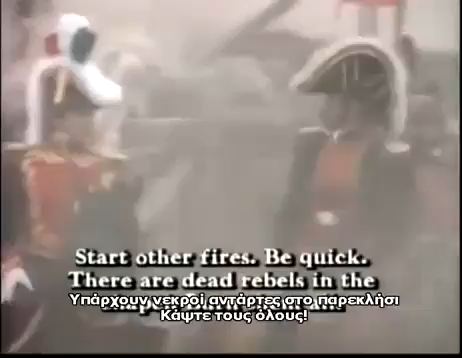 Start other fires. Be quick.
There are dead rebels in the
Υπάρχουν νεκροί αντάρτες στο παρεκλήσι
Κάψτε τους όλους!